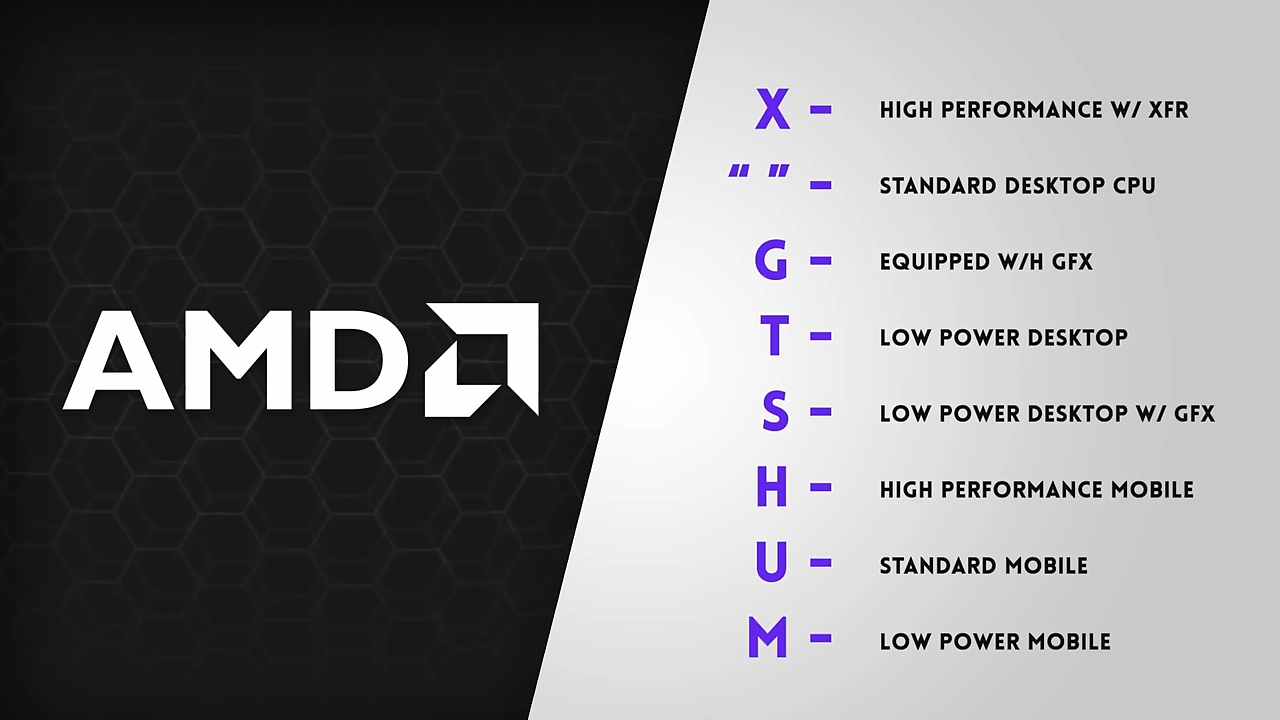 AMD
X - HIGH PERFORMANCE W/ XFR
" " - STANDARD DESKTOP CPU
G - EQUIPPED W/H GFX
T - LOW POWER DESKTOP
S - LOW POWER DESKTOP W/ GFX
H - HIGH PERFORMANCE MOBILE
U - STANDARD MOBILE
M - LOW POWER MOBILE